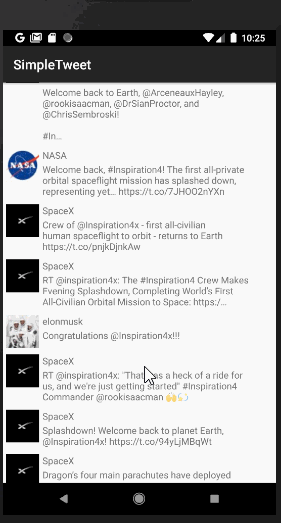 10:25
SimpleTweet
Welcome back to Earth, @ArceneauxHayley,
@rookisaacman, @DrSianProctor, and
@ChrisSembroski!
#In…
NASA
NASA
Welcome back, #Inspiration4! The first all-private
orbital spaceflight mission has splashed down,
representing yet… https://t.co/7JHOO2nYXn
SpaceX
Crew of @Inspiration4x - first all-civilian
human spaceflight to orbit - returns to Earth
https://t.co/pnjkDjnkAw
SpaceX
RT @inspiration4x: The #Inspiration4 Crew Makes
Evening Splashdown, Completing World's First
All-Civilian Orbital Mission to Space: https:/…
elonmusk
Congratulations @Inspiration4x!!!
SpaceX
RT @inspiration4x: "That was a heck of a ride for
us, and we're just getting started" #Inspiration4
Commander @rookisaacman 🙌💫
SpaceX
Splashdown! Welcome back to planet Earth,
@Inspiration4x! https://t.co/94yLjMBqWt
SpaceX
Dragon's four main parachutes have deployed